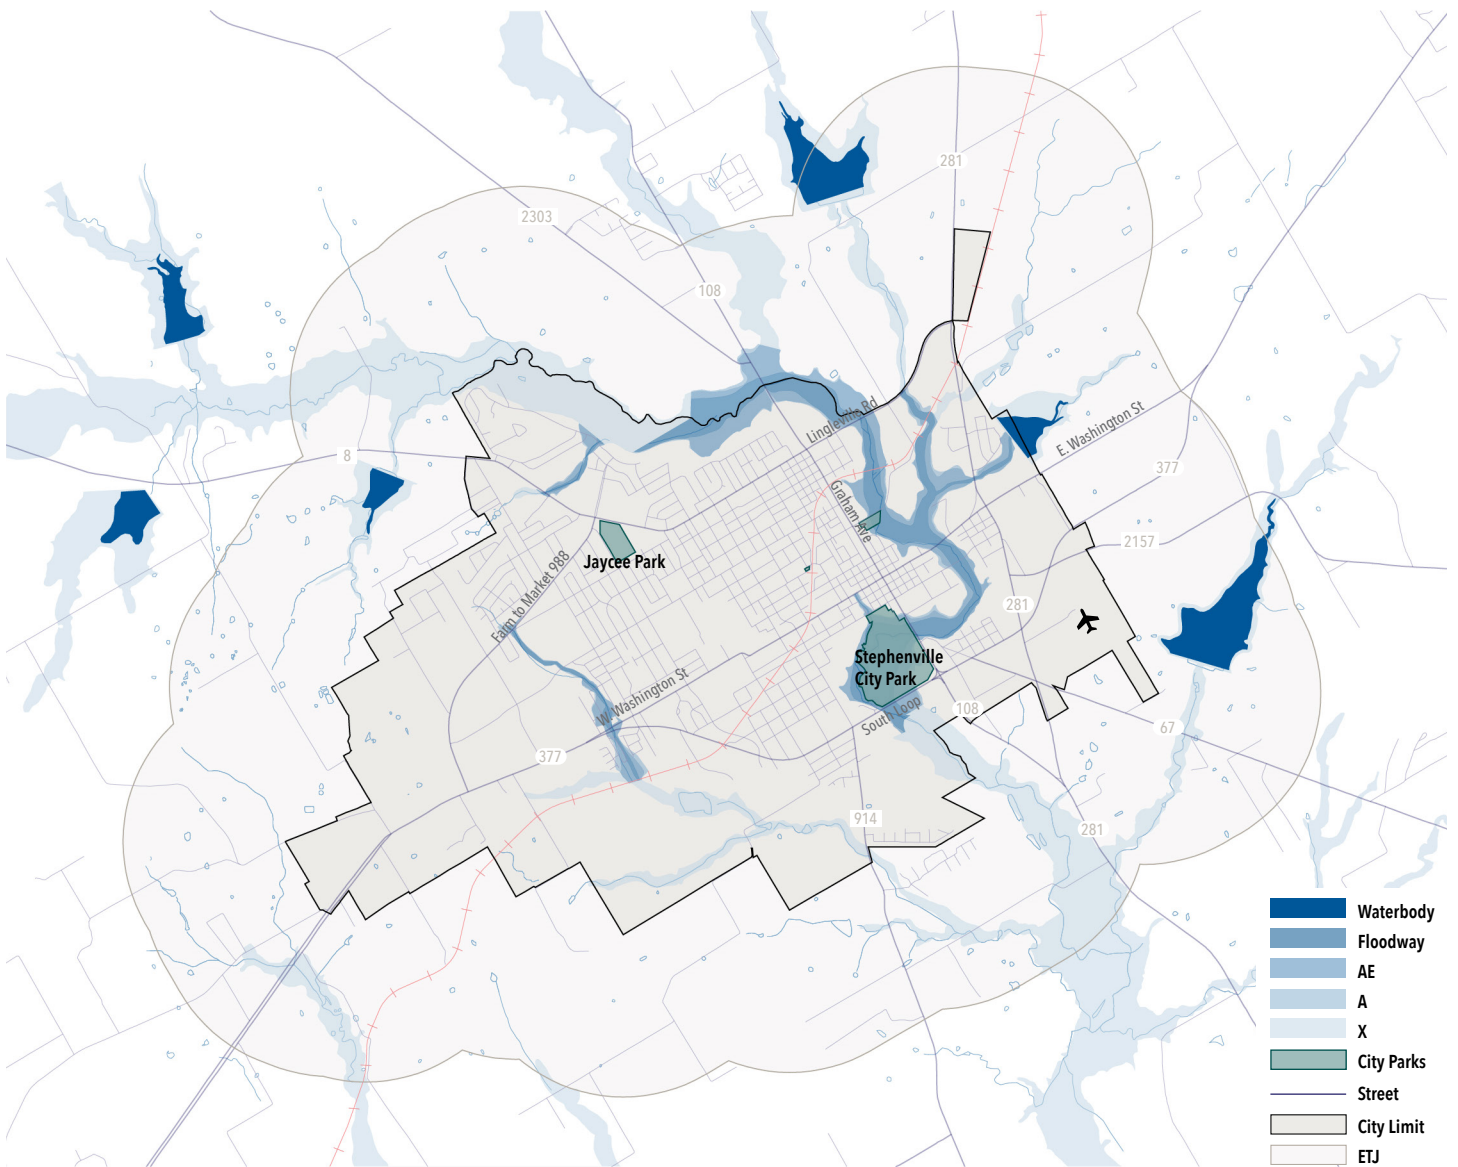 281
2303
108
Lingleville Rd
E. Washington St
8
377
Graham Ave
2157
Jaycee Park
Farm to Market 988
281
Stephenville
City Park
W. Washington St
South Loop
108
67
377
914
281
Waterbody
Floodway
AE
A
X
City Parks
Street
City Limit
ETJ